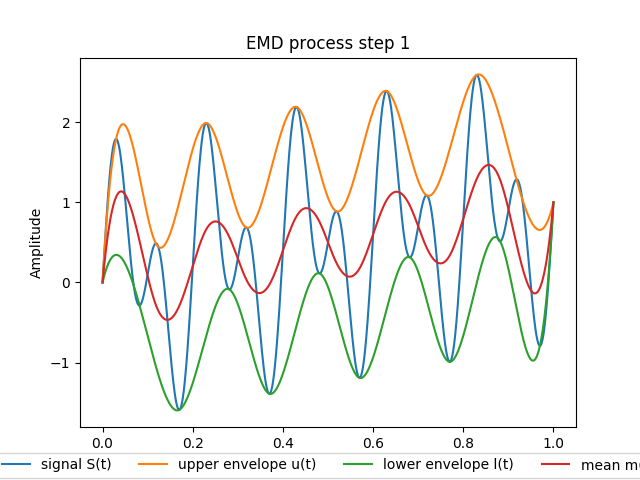 EMD process step 1
Amplitude
2
1
0
−1
0.0 0.2 0.4 0.6 0.8 1.0
signal S(t) upper envelope u(t) lower envelope l(t) mean m(